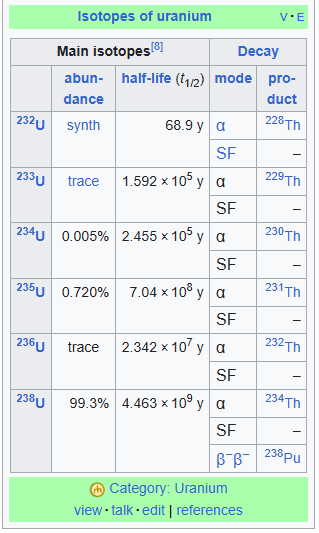 Isotopes of uranium V • E
Main isotopes[8] Decay
abun- half-life (t1/2) mode pro-
dance duct
232U synth 68.9 y α 228Th
SF –
233U trace 1.592 × 10⁵ y α 229Th
SF –
234U 0.005% 2.455 × 10⁵ y α 230Th
SF –
235U 0.720% 7.04 × 10⁸ y α 231Th
SF –
236U trace 2.342 × 10⁷ y α 232Th
SF –
238U 99.3% 4.463 × 10⁹ y α 234Th
SF –
β⁻β⁻ 238Pu
Category: Uranium
view · talk · edit | references